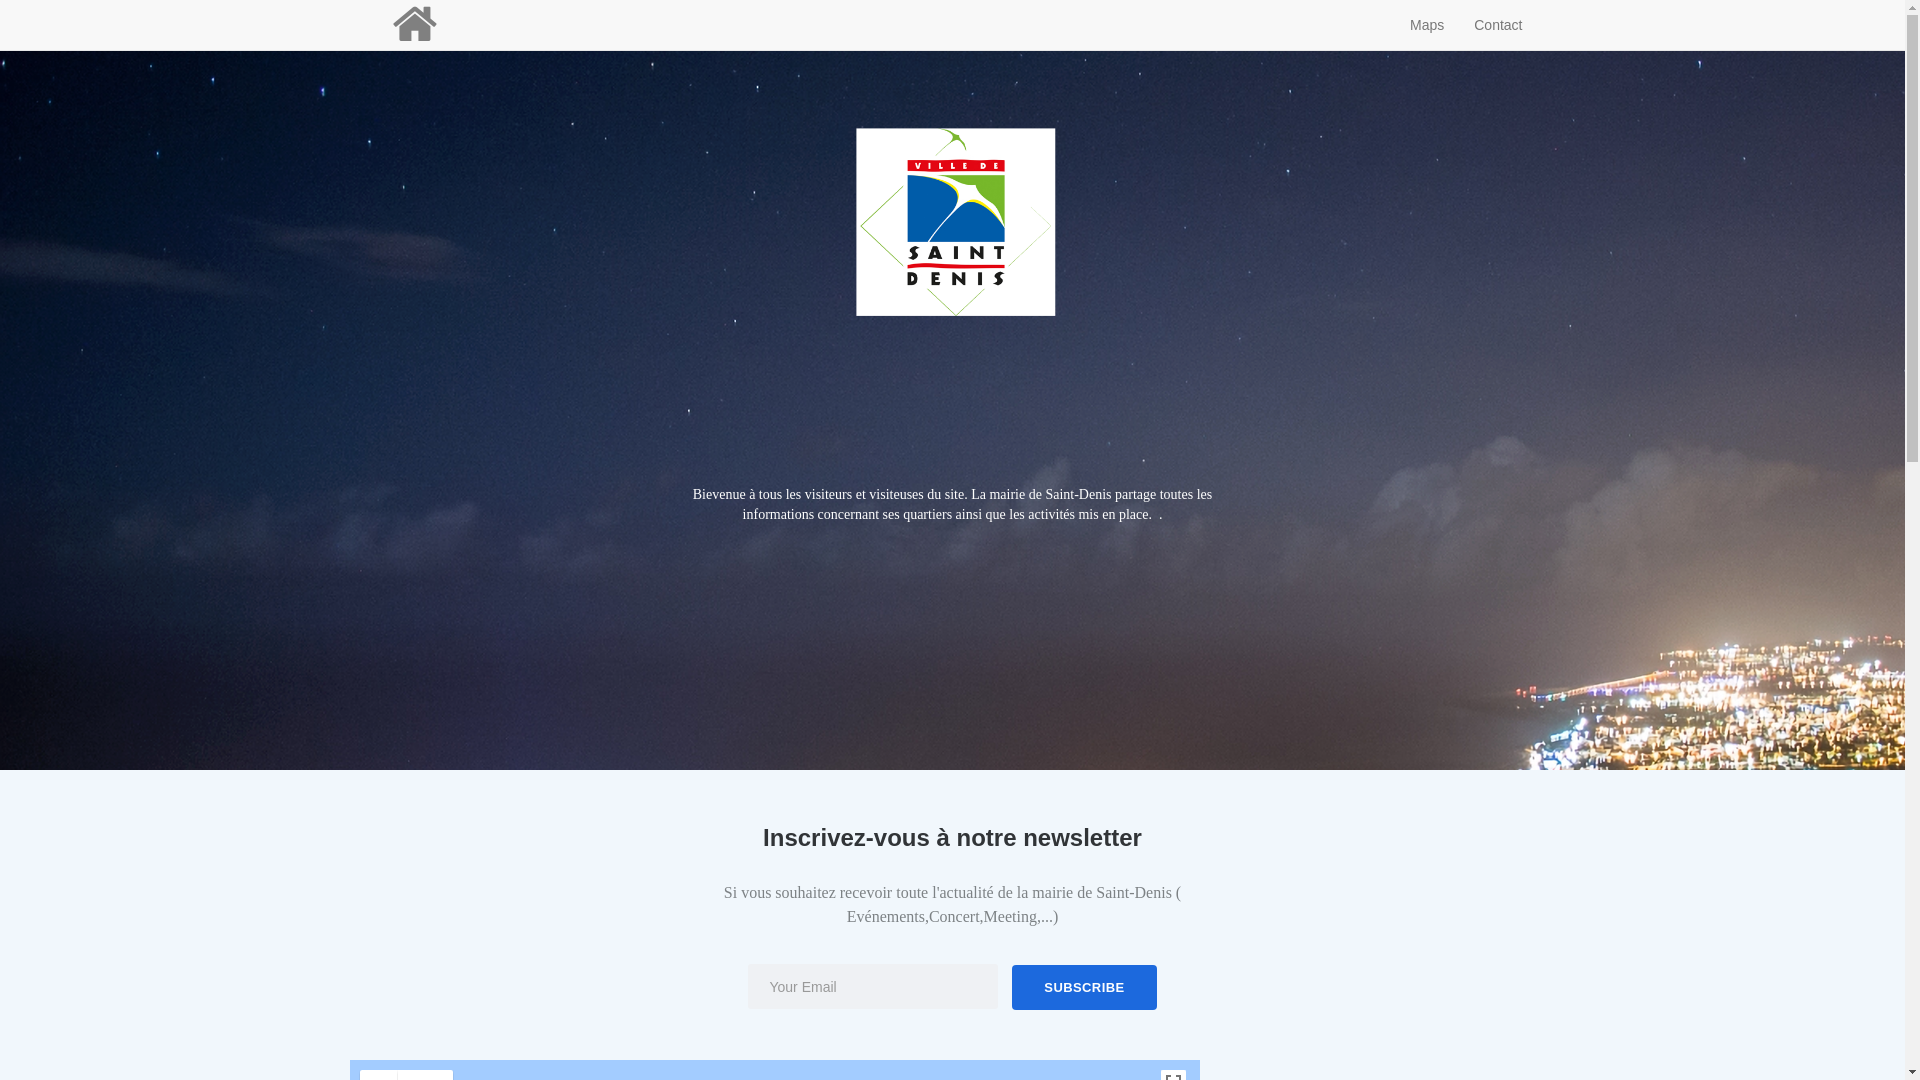 Maps Contact
VILLE DE
SAINT
DENIS
Bievenue à tous les visiteurs et visiteuses du site. La mairie de Saint-Denis partage toutes les
informations concernant ses quartiers ainsi que les activités mis en place.  .
Inscrivez-vous à notre newsletter
Si vous souhaitez recevoir toute l'actualité de la mairie de Saint-Denis (
Evénements,Concert,Meeting,...)
Your Email SUBSCRIBE